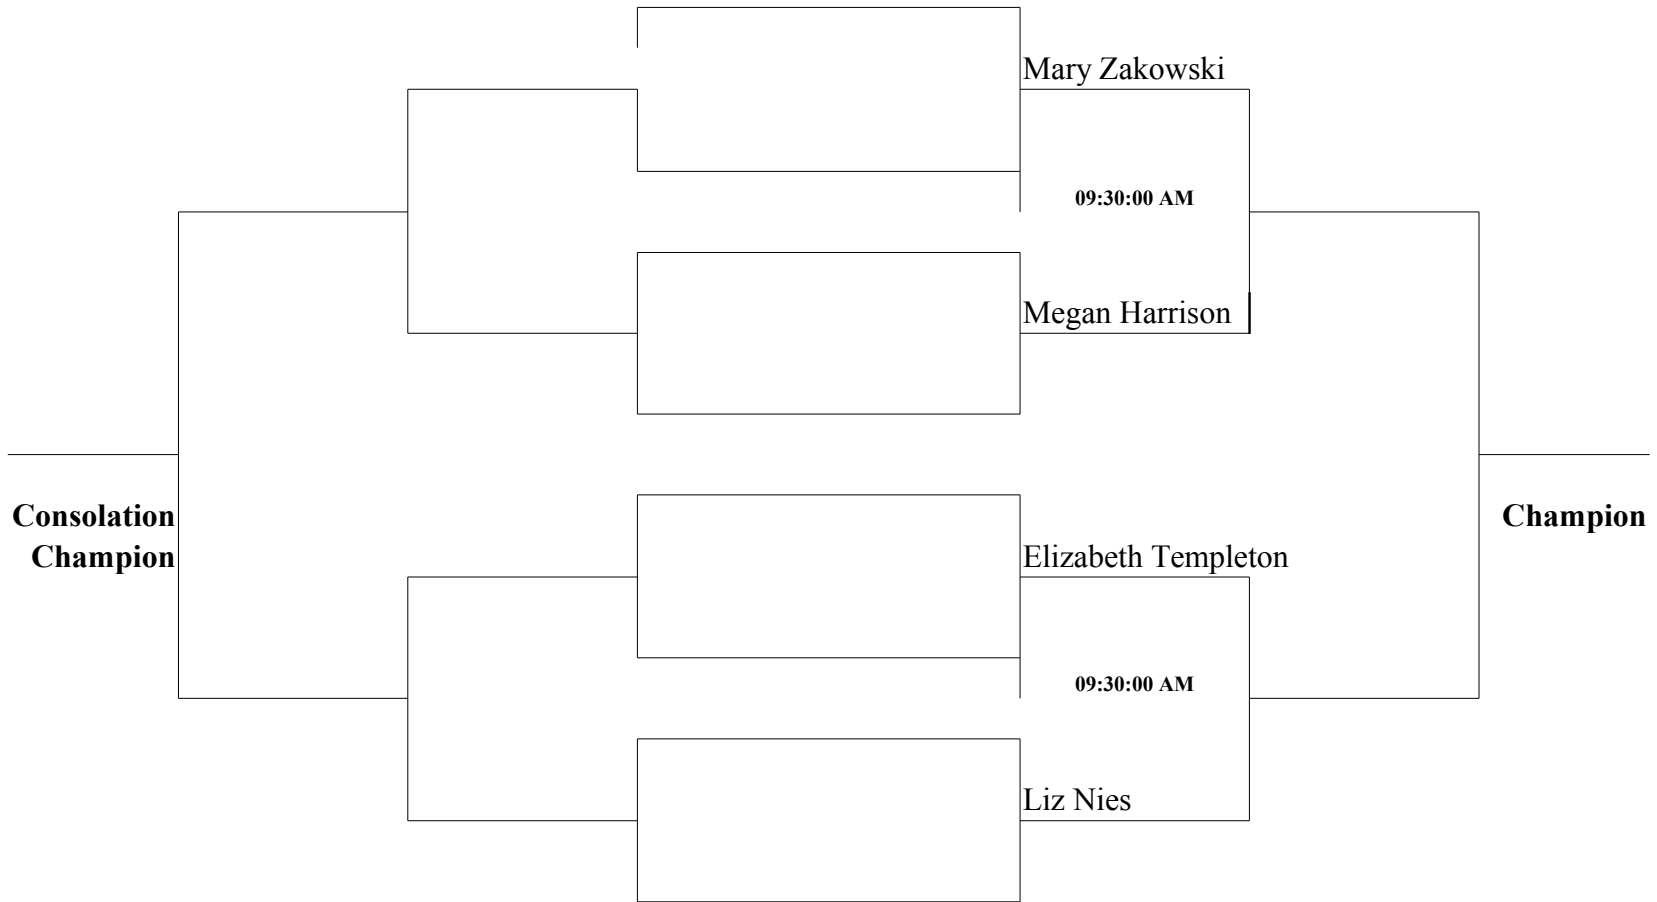 Mary Zakowski
09:30:00 AM
Megan Harrison
Consolation
Champion
Champion
Elizabeth Templeton
09:30:00 AM
Liz Nies